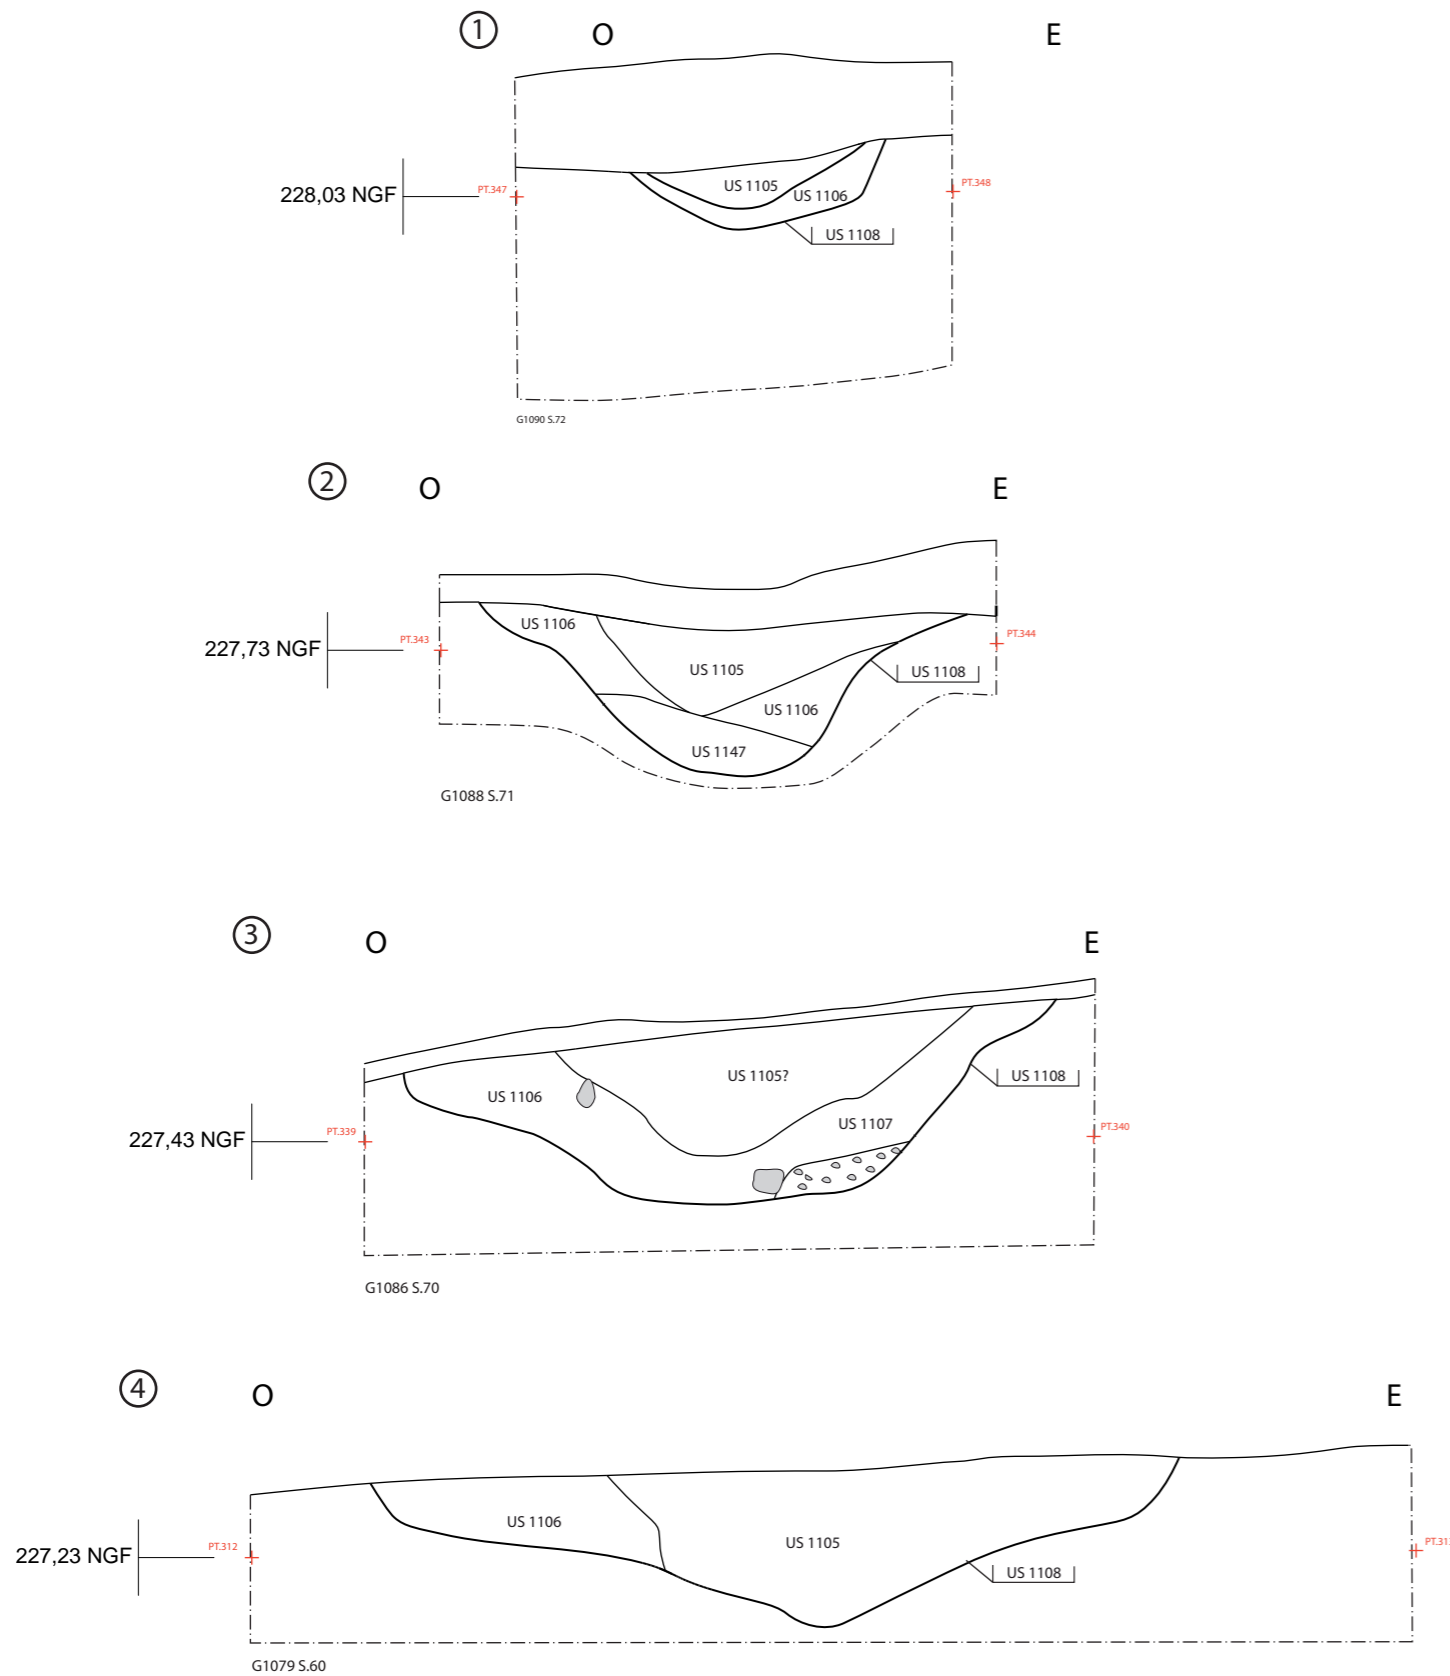 1 O E
US 1105
US 1106
228,03 NGF PT.347 PT.348
US 1108
G1090 S.72
2 O E
US 1106
227,73 NGF PT.343 PT.344
US 1105 US 1108
US 1106
US 1147
G1088 S.71
3 O E
US 1105? US 1108
US 1106
US 1107
227,43 NGF PT.339 PT.340
G1086 S.70
4 O E
US 1106
US 1105
227,23 NGF PT.312
US 1108
G1079 S.60